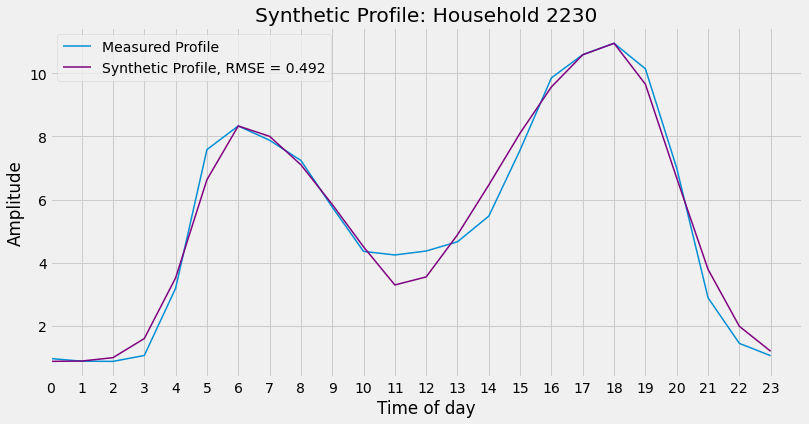 Synthetic Profile: Household 2230
Measured Profile
Synthetic Profile, RMSE = 0.492
Amplitude
10
8
6
4
2
0 1 2 3 4 5 6 7 8 9 10 11 12 13 14 15 16 17 18 19 20 21 22 23
Time of day